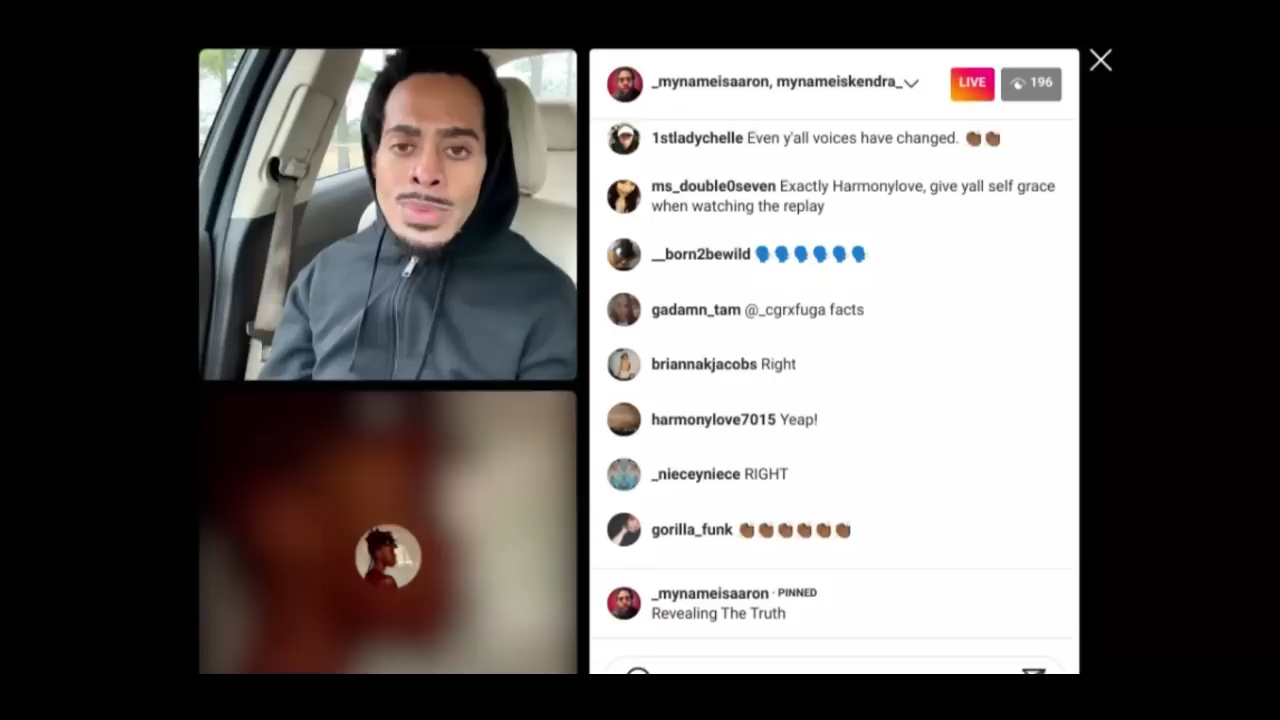 _mynameisaaron, mynameiskendra_
LIVE
196
1stladychelle Even y'all voices have changed. 👏🏾👏🏾
ms_double0seven Exactly Harmonylove, give yall self grace
when watching the replay
__born2bewild 🗣️🗣️🗣️🗣️🗣️🗣️
gadamn_tam @_cgrxfuga facts
briannakjacobs Right
harmonylove7015 Yeap!
_nieceyniece RIGHT
gorilla_funk 👏🏾👏🏾👏🏾👏🏾👏🏾👏🏾
_mynameisaaron · PINNED
Revealing The Truth